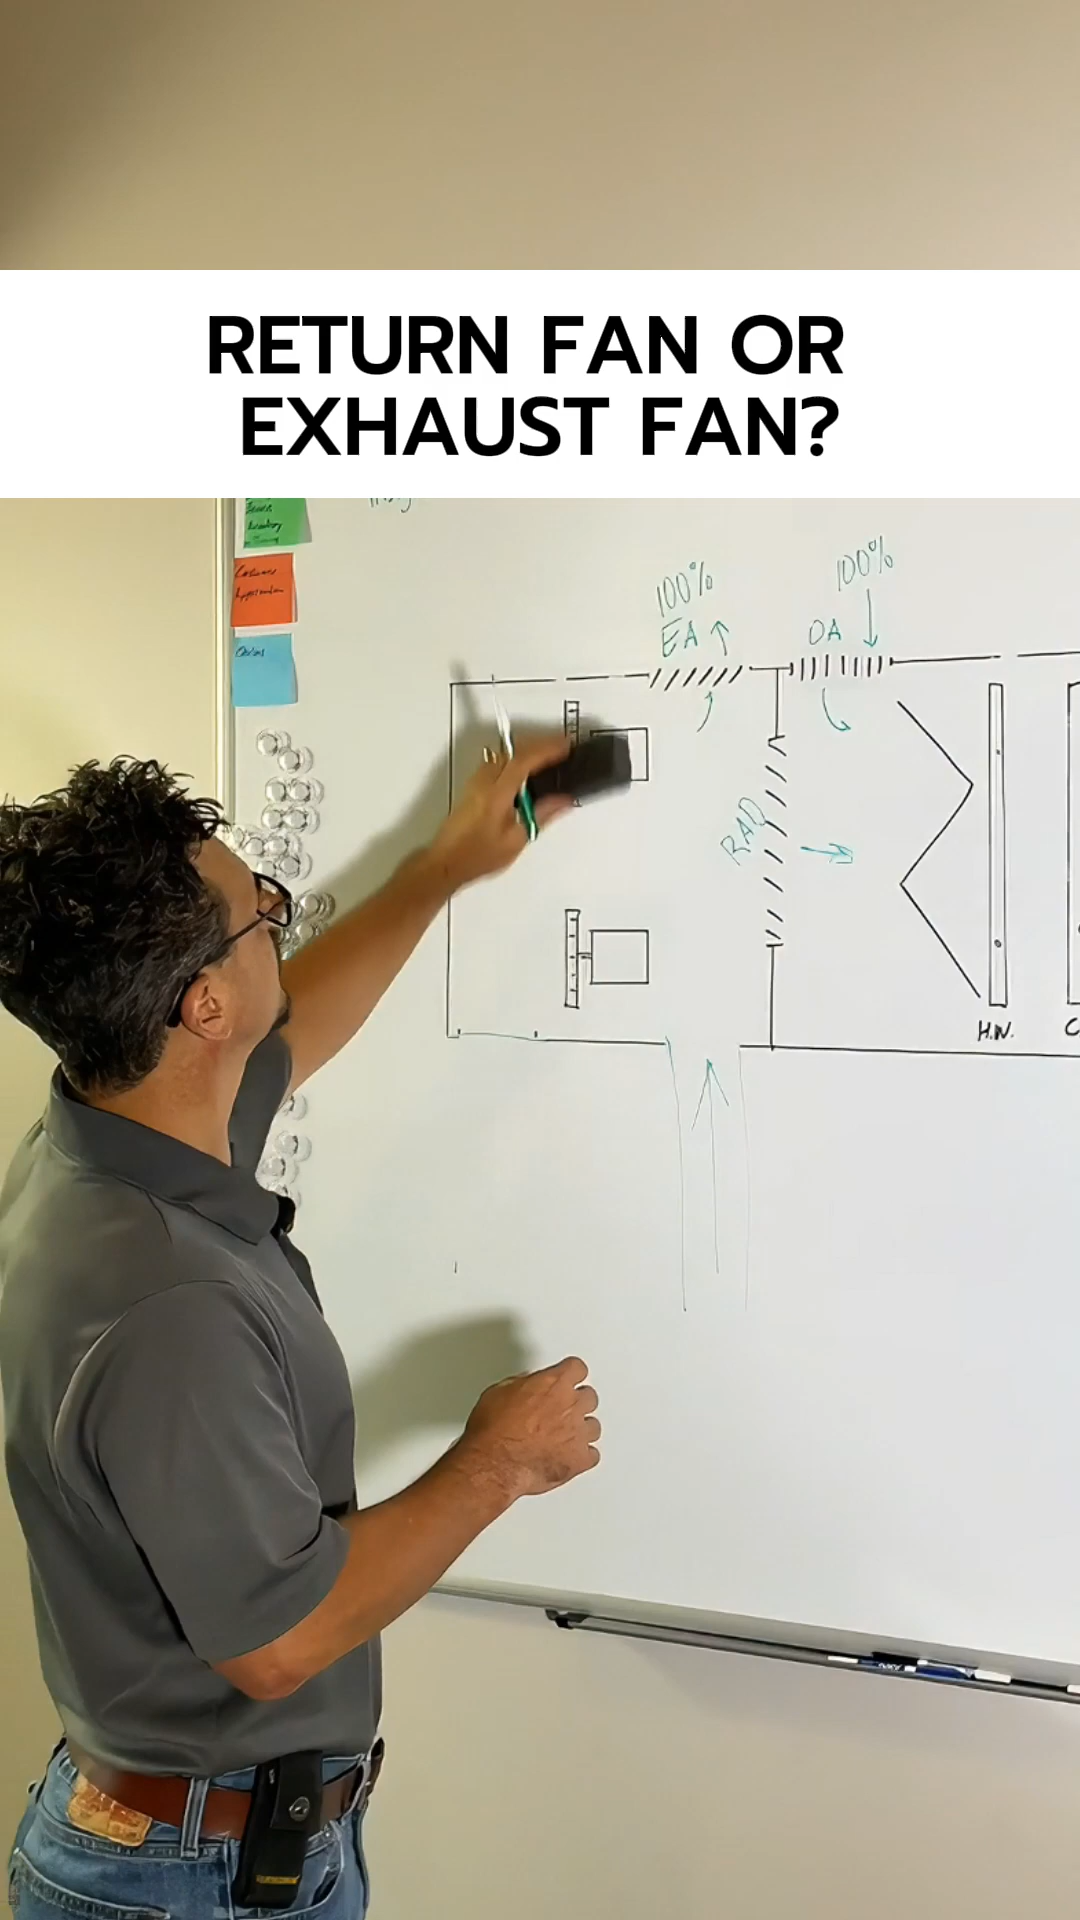 RETURN FAN OR
EXHAUST FAN?
100%
EA
100%
OA
RAD
H.W.
C